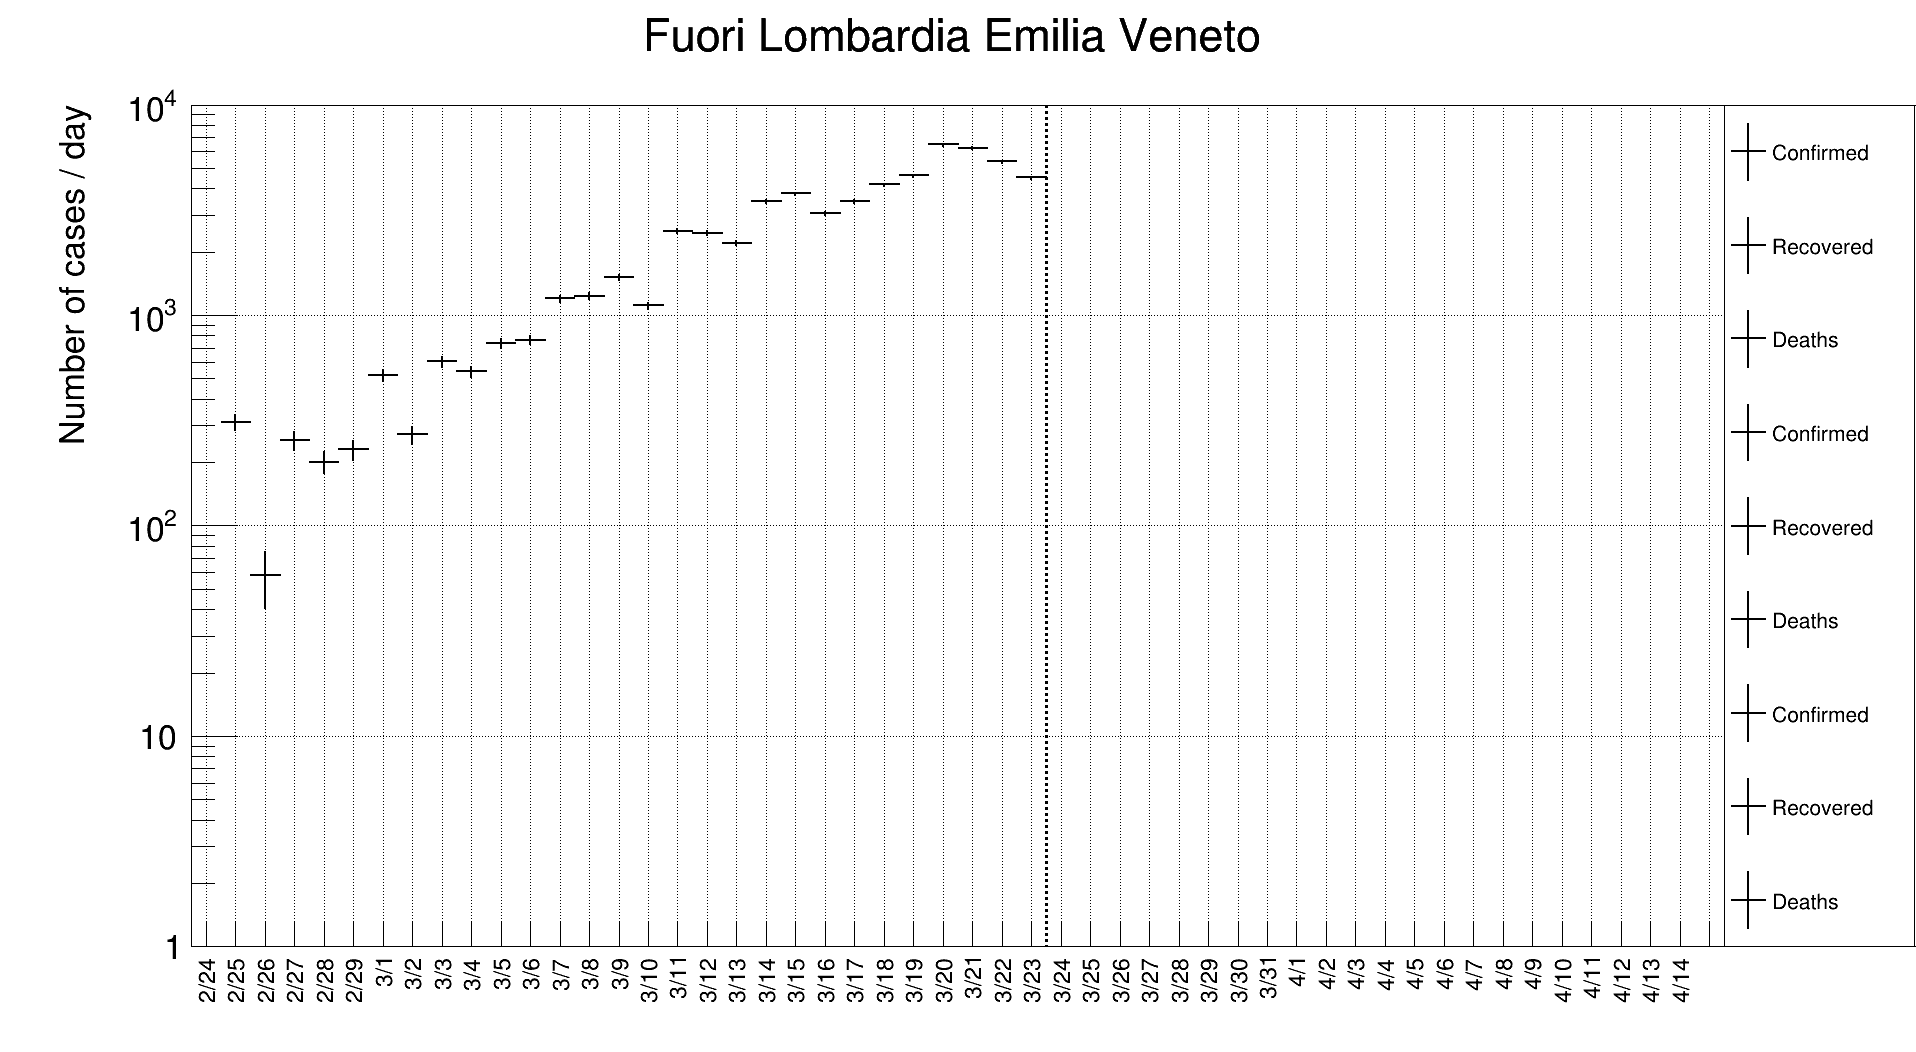 Fuori Lombardia Emilia Veneto
Number of cases / day
10^4
10^3
10^2
10
1
2/24 2/25 2/26 2/27 2/28 2/29 3/1 3/2 3/3 3/4 3/5 3/6 3/7 3/8 3/9 3/10 3/11 3/12 3/13 3/14 3/15 3/16 3/17 3/18 3/19 3/20 3/21 3/22 3/23 3/24 3/25 3/26 3/27 3/28 3/29 3/30 3/31 4/1 4/2 4/3 4/4 4/5 4/6 4/7 4/8 4/9 4/10 4/11 4/12 4/13 4/14
Confirmed
Recovered
Deaths
Confirmed
Recovered
Deaths
Confirmed
Recovered
Deaths